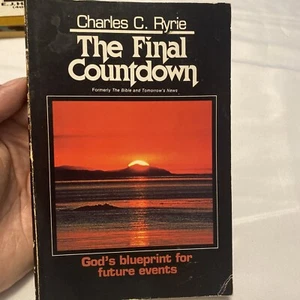 Charles C. Ryrie
The Final
Countdown
Formerly The Bible and Tomorrow's News
God's blueprint for
future events